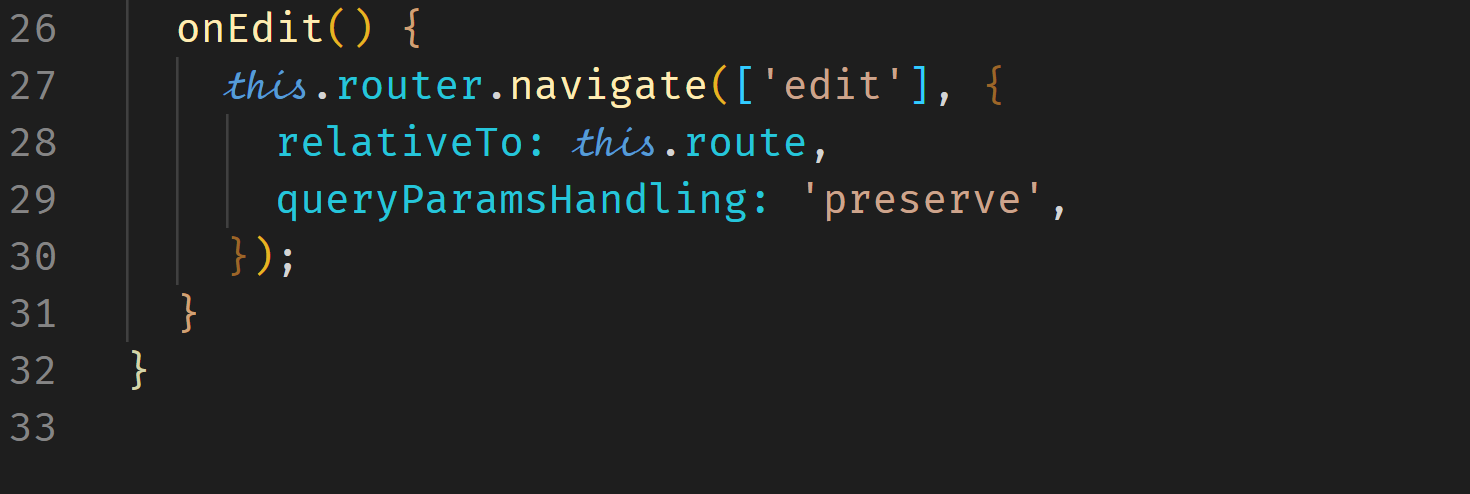 26 onEdit() {
27 this.router.navigate(['edit'], {
28 relativeTo: this.route,
29 queryParamsHandling: 'preserve',
30 });
31 }
32 }
33